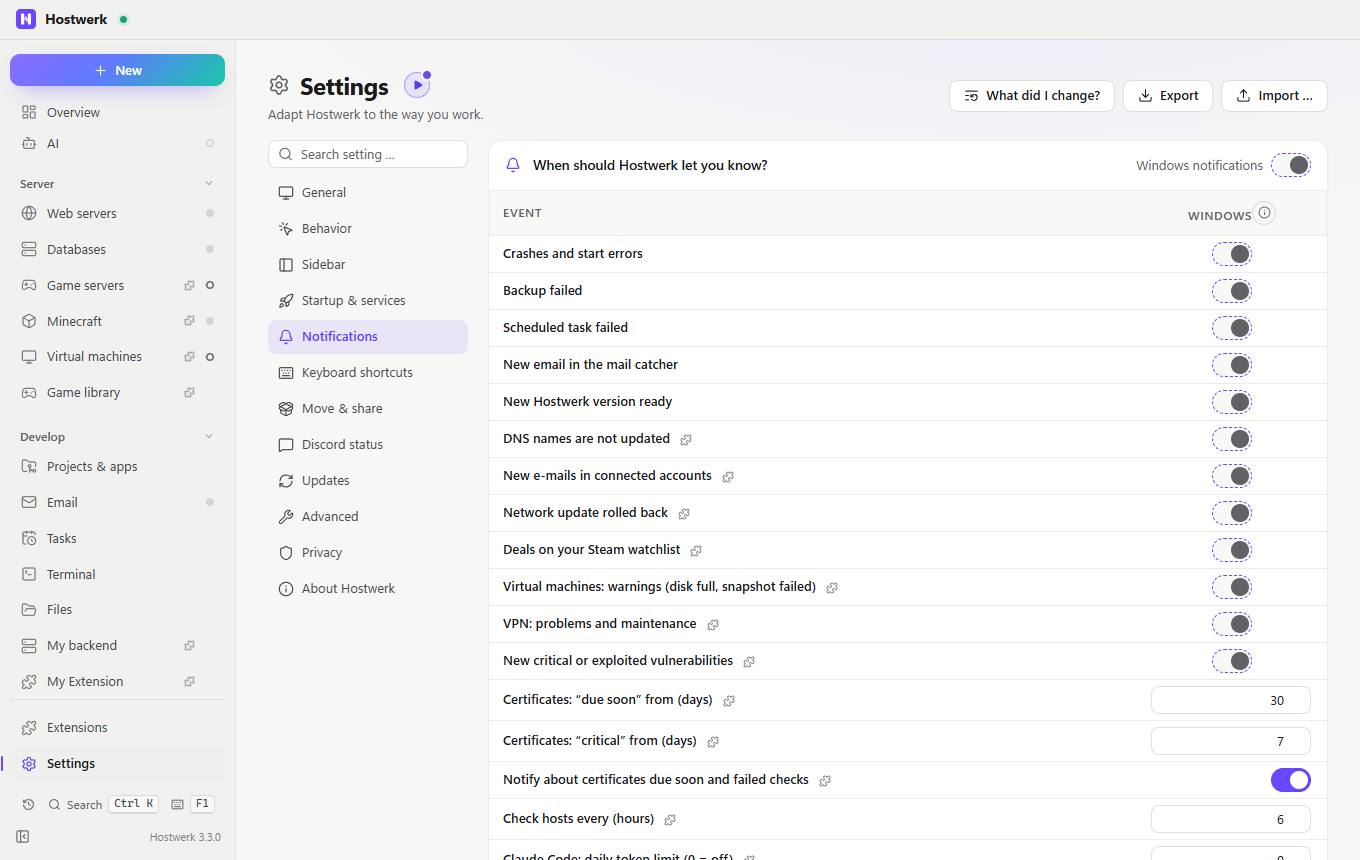 Hostwerk
New
Overview
AI
Server
Web servers
Databases
Game servers
Minecraft
Virtual machines
Game library
Develop
Projects & apps
Email
Tasks
Terminal
Files
My backend
My Extension
Extensions
Settings
Search Ctrl K F1
Hostwerk 3.3.0
Settings
Adapt Hostwerk to the way you work.
What did I change?
Export
Import ...
Search setting ...
General
Behavior
Sidebar
Startup & services
Notifications
Keyboard shortcuts
Move & share
Discord status
Updates
Advanced
Privacy
About Hostwerk
When should Hostwerk let you know?
Windows notifications
EVENT
WINDOWS
Crashes and start errors
Backup failed
Scheduled task failed
New email in the mail catcher
New Hostwerk version ready
DNS names are not updated
New e-mails in connected accounts
Network update rolled back
Deals on your Steam watchlist
Virtual machines: warnings (disk full, snapshot failed)
VPN: problems and maintenance
New critical or exploited vulnerabilities
Certificates: “due soon” from (days)
30
Certificates: “critical” from (days)
7
Notify about certificates due soon and failed checks
Check hosts every (hours)
6
Claude Code: daily token limit (0 = off)
0